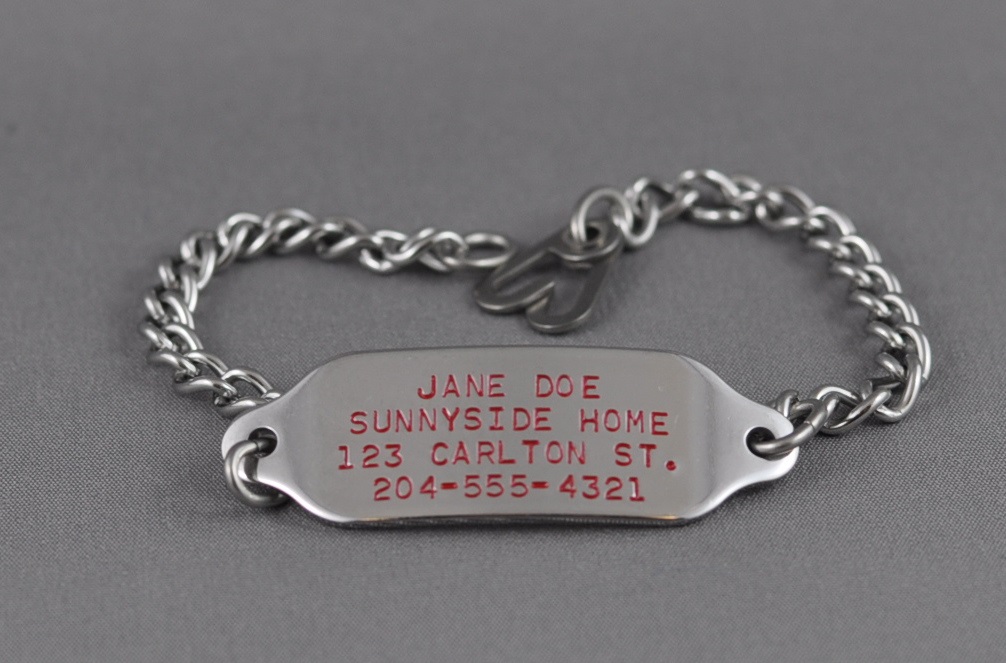 JANE DOE
SUNNYSIDE HOME
123 CARLTON ST.
204-555-4321